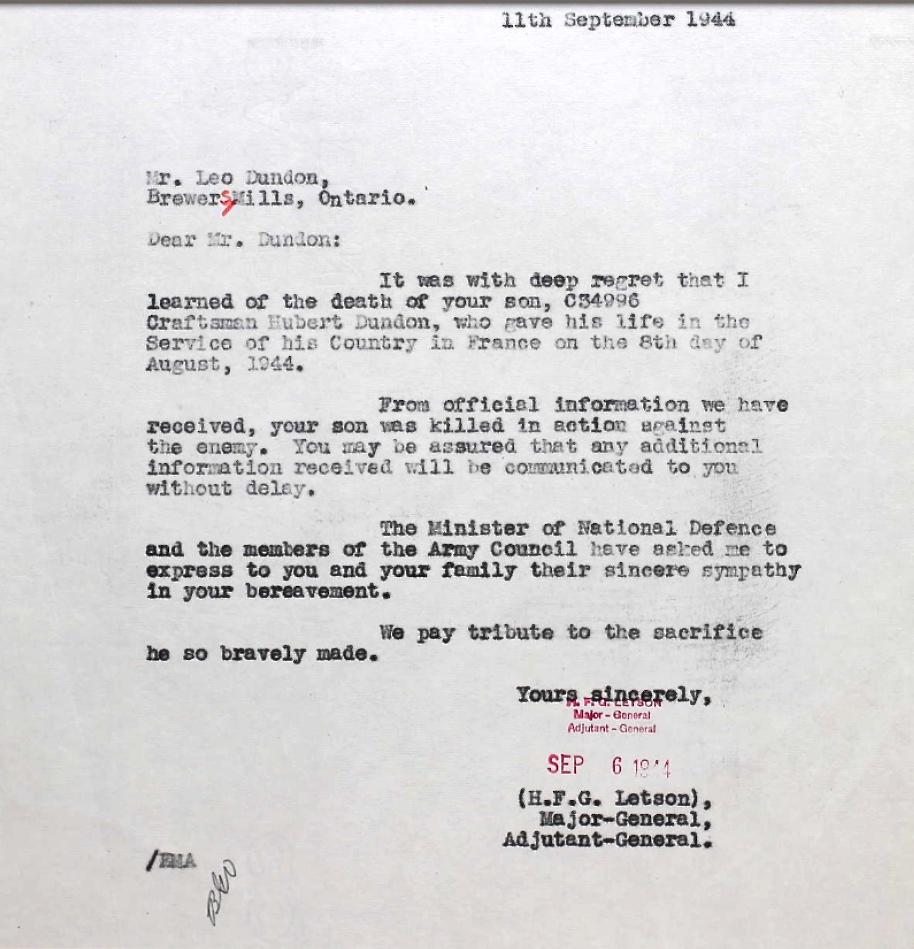 11th September 1944
Mr. Leo Dundon,
BrewersMills, Ontario.
Dear Mr. Dundon:
It was with deep regret that I
learned of the death of your son, C34996
Craftsman Hubert Dundon, who gave his life in the
Service of his Country in France on the 8th day of
August, 1944.
From official information we have
received, your son was killed in action against
the enemy. You may be assured that any additional
information received will be communicated to you
without delay.
The Minister of National Defence
and the members of the Army Council have asked me to
express to you and your family their sincere sympathy
in your bereavement.
We pay tribute to the sacrifice
he so bravely made.
Yours sincerely,
H. F. G. LETSON
Major-General
Adjutant-General
SEP 6 1944
(H.F.G. Letson),
Major-General,
Adjutant-General.